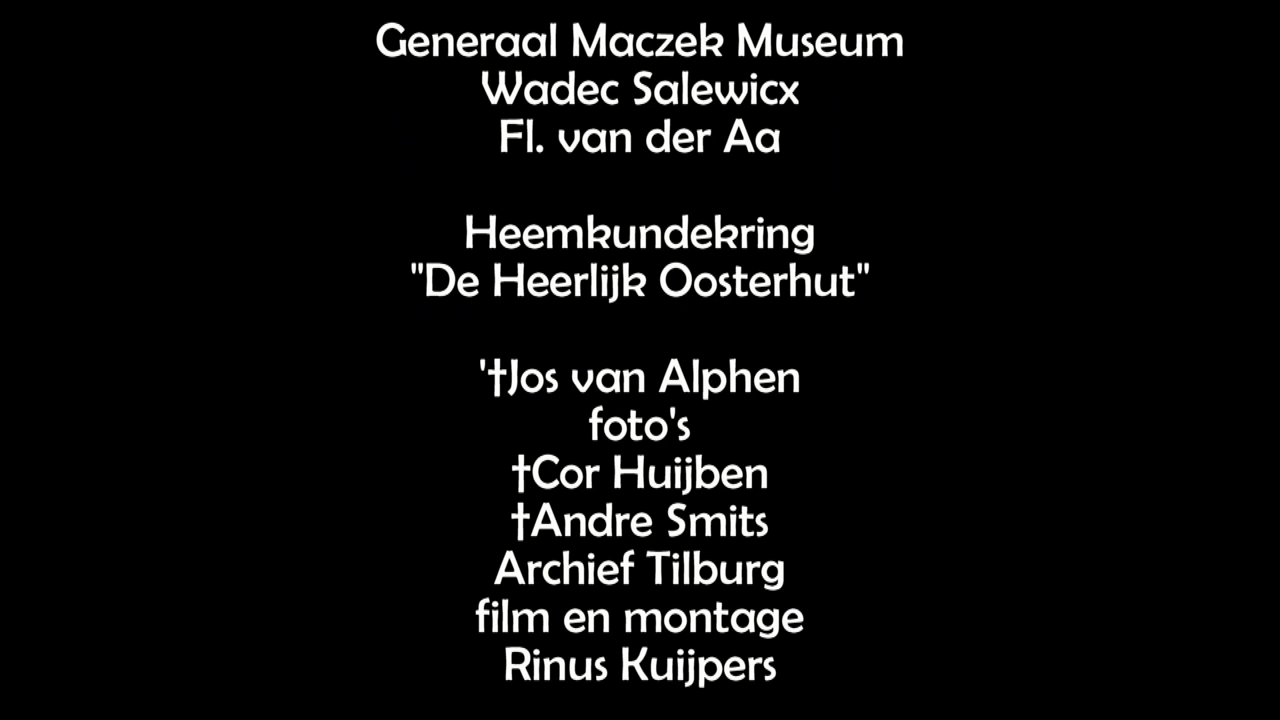 Generaal Maczek Museum
Wadec Salewicx
Fl. van der Aa
Heemkundekring
"De Heerlijk Oosterhut"
'†Jos van Alphen
foto's
†Cor Huijben
†Andre Smits
Archief Tilburg
film en montage
Rinus Kuijpers